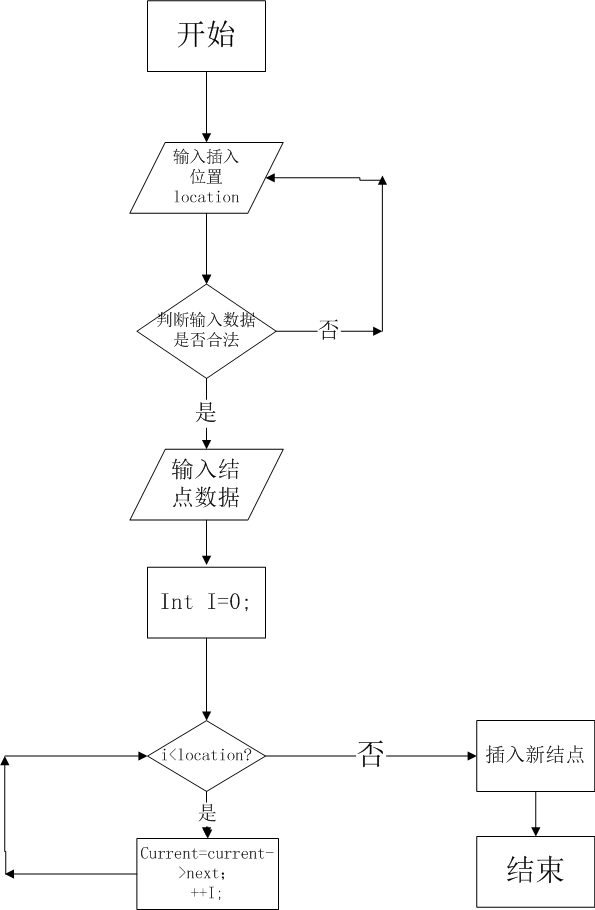 开始
输入插入
位置
location
判断输入数据
是否合法
否
是
输入结
点数据
Int I=0;
i<location?
否
插入新结点
是
Current=current-
>next;
++I;
结束